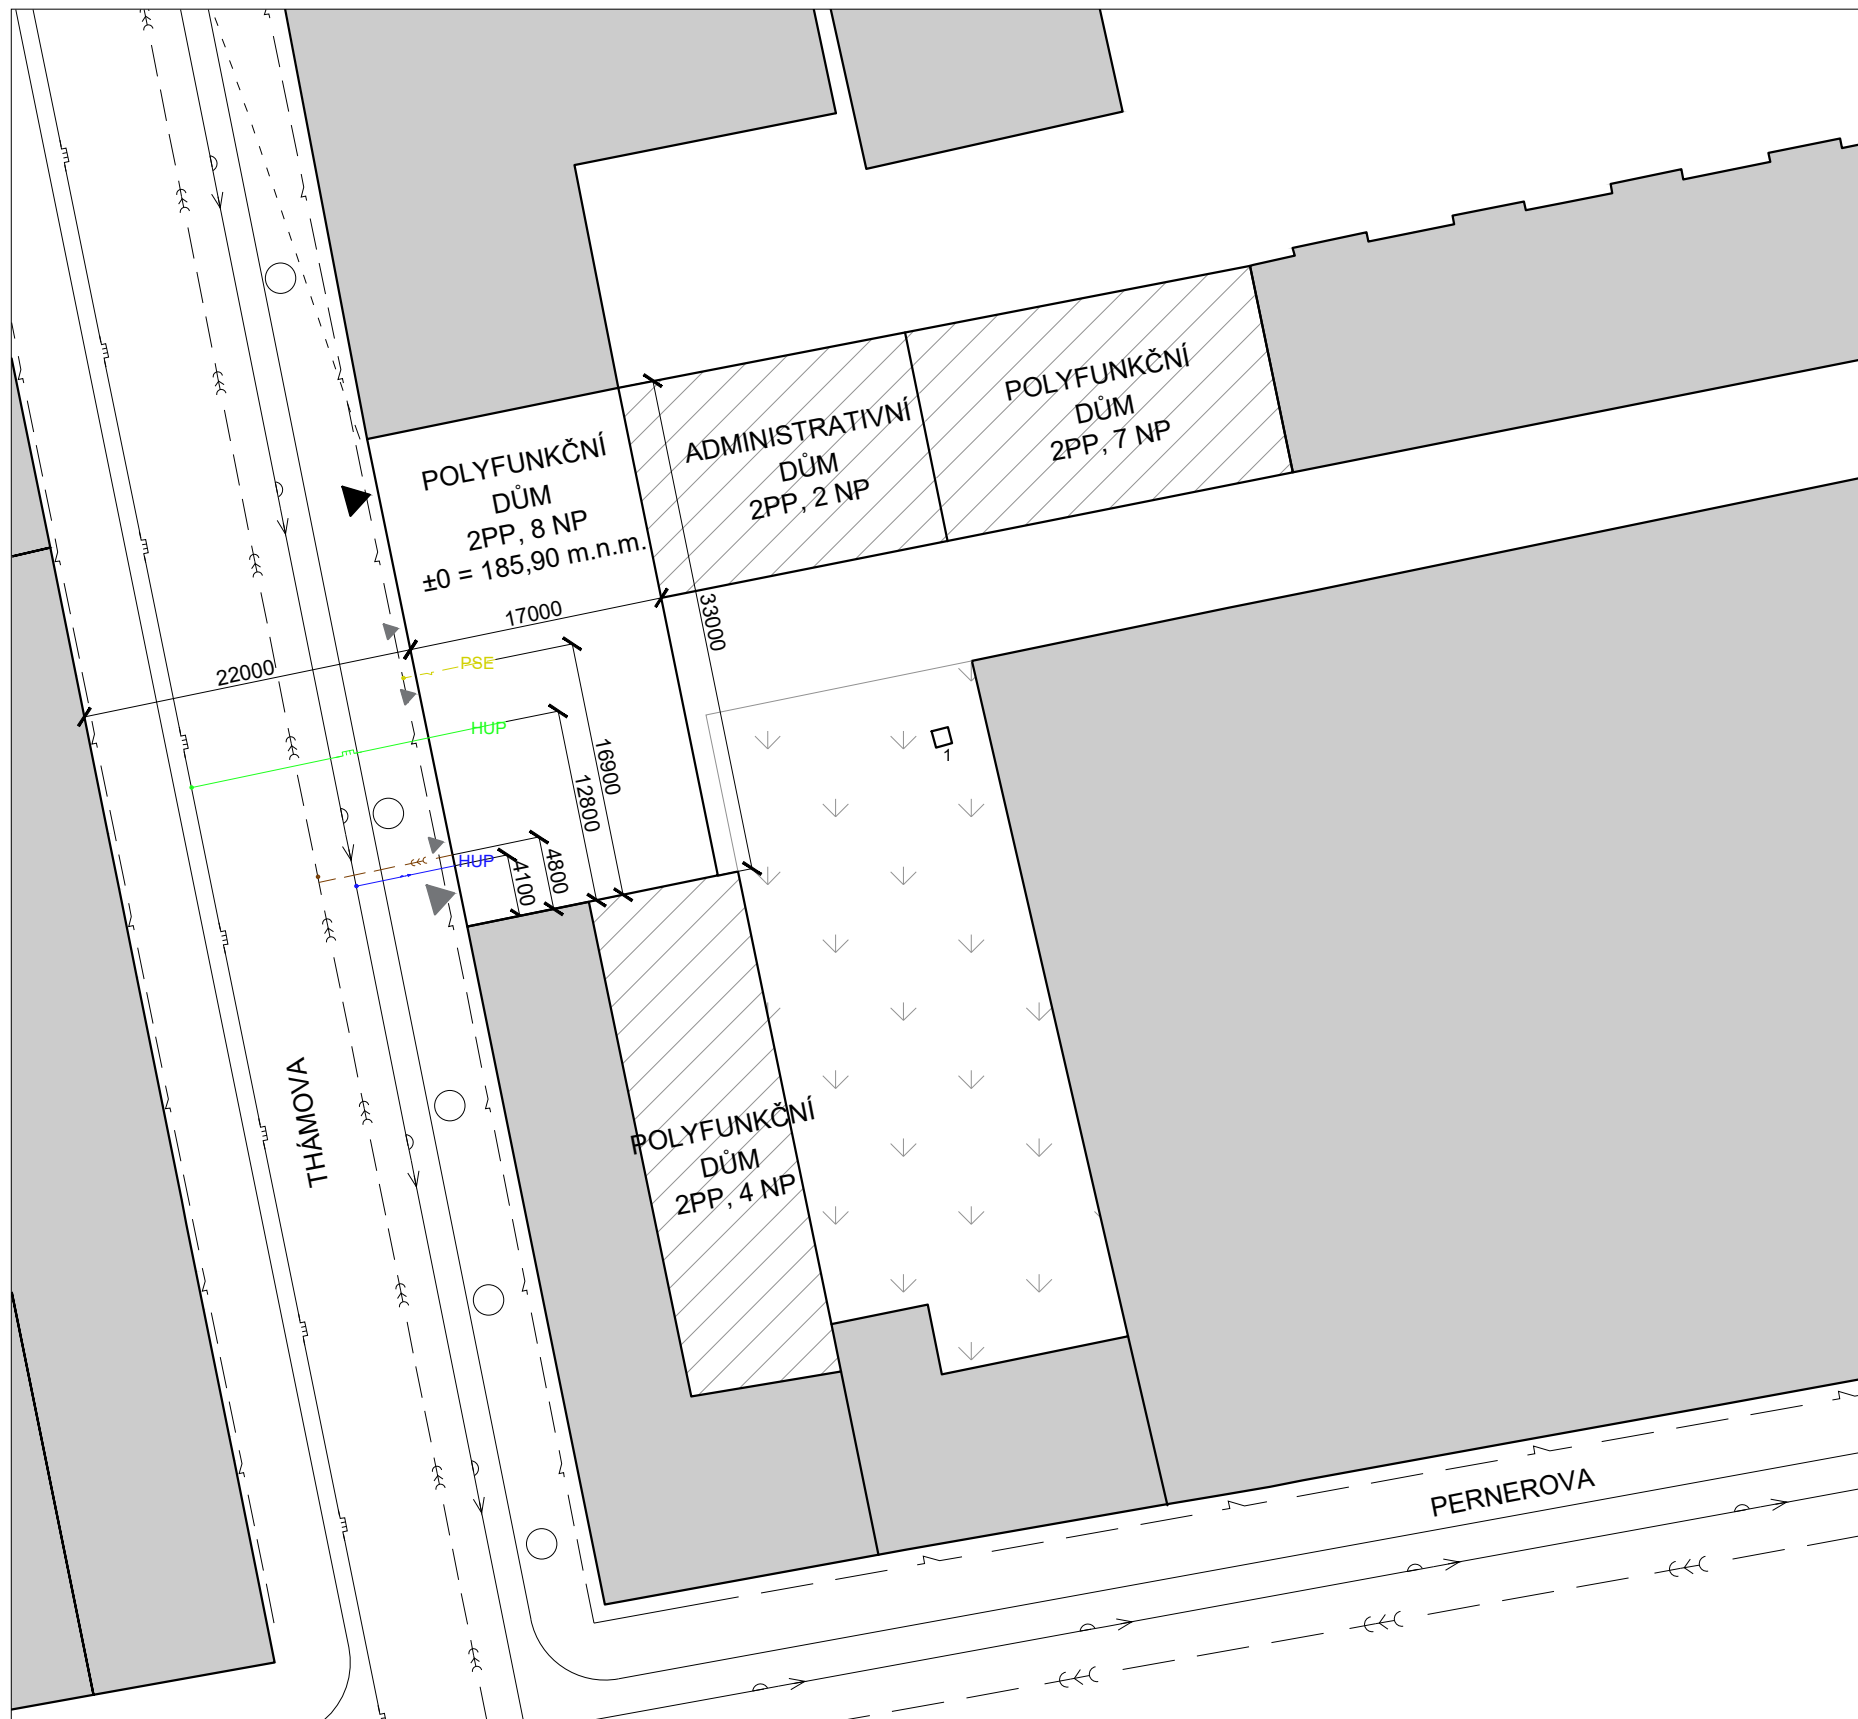 POLYFUNKČNÍ
DŮM
2PP, 7 NP
ADMINISTRATIVNÍ
DŮM
2PP, 2 NP
POLYFUNKČNÍ
DŮM
2PP, 8 NP
±0 = 185,90 m.n.m.
17000
33000
22000
PSE
HUP
16900
12800
1
HUP
4100
4800
THÁMOVA
POLYFUNKČNÍ
DŮM
2PP, 4 NP
PERNEROVA